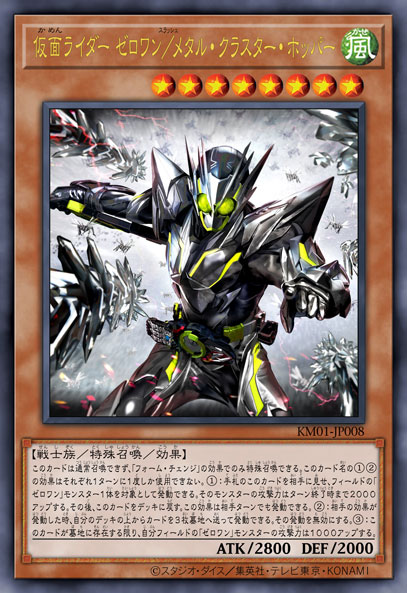 仮面ライダー ゼロワン／メタル・クラスター・ホッパー
風
KM01-JP008
【戦士族／特殊召喚／効果】
このカードは通常召喚できず、「フォーム・チェンジ」の効果でのみ特殊召喚できる。このカード名の①②
の効果はそれぞれ1ターンに1度しか使用できない。①：手札のこのカードを相手に見せ、フィールドの
「ゼロワン」モンスター1体を対象として発動できる。そのモンスターの攻撃力はターン終了時まで2000
アップする。その後、このカードをデッキに戻す。この効果は相手ターンでも発動できる。②：相手の効果が
発動した時、自分のデッキの上からカードを3枚墓地へ送って発動できる。その発動を無効にする。③：こ
のカードが墓地に存在する限り、自分フィールドの「ゼロワン」モンスターの攻撃力は1000アップする。
ATK/2800 DEF/2000
©スタジオ・ダイス／集英社・テレビ東京・KONAMI